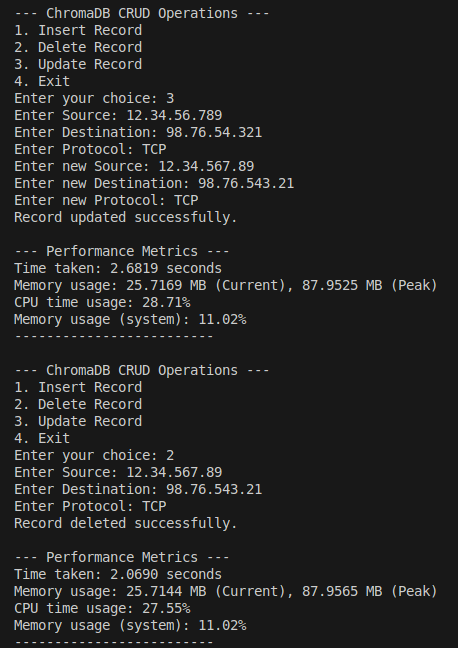 --- ChromaDB CRUD Operations ---
1. Insert Record
2. Delete Record
3. Update Record
4. Exit
Enter your choice: 3
Enter Source: 12.34.56.789
Enter Destination: 98.76.54.321
Enter Protocol: TCP
Enter new Source: 12.34.567.89
Enter new Destination: 98.76.543.21
Enter new Protocol: TCP
Record updated successfully.

--- Performance Metrics ---
Time taken: 2.6819 seconds
Memory usage: 25.7169 MB (Current), 87.9525 MB (Peak)
CPU time usage: 28.71%
Memory usage (system): 11.02%
-------------------------

--- ChromaDB CRUD Operations ---
1. Insert Record
2. Delete Record
3. Update Record
4. Exit
Enter your choice: 2
Enter Source: 12.34.567.89
Enter Destination: 98.76.543.21
Enter Protocol: TCP
Record deleted successfully.

--- Performance Metrics ---
Time taken: 2.0690 seconds
Memory usage: 25.7144 MB (Current), 87.9565 MB (Peak)
CPU time usage: 27.55%
Memory usage (system): 11.02%
-------------------------